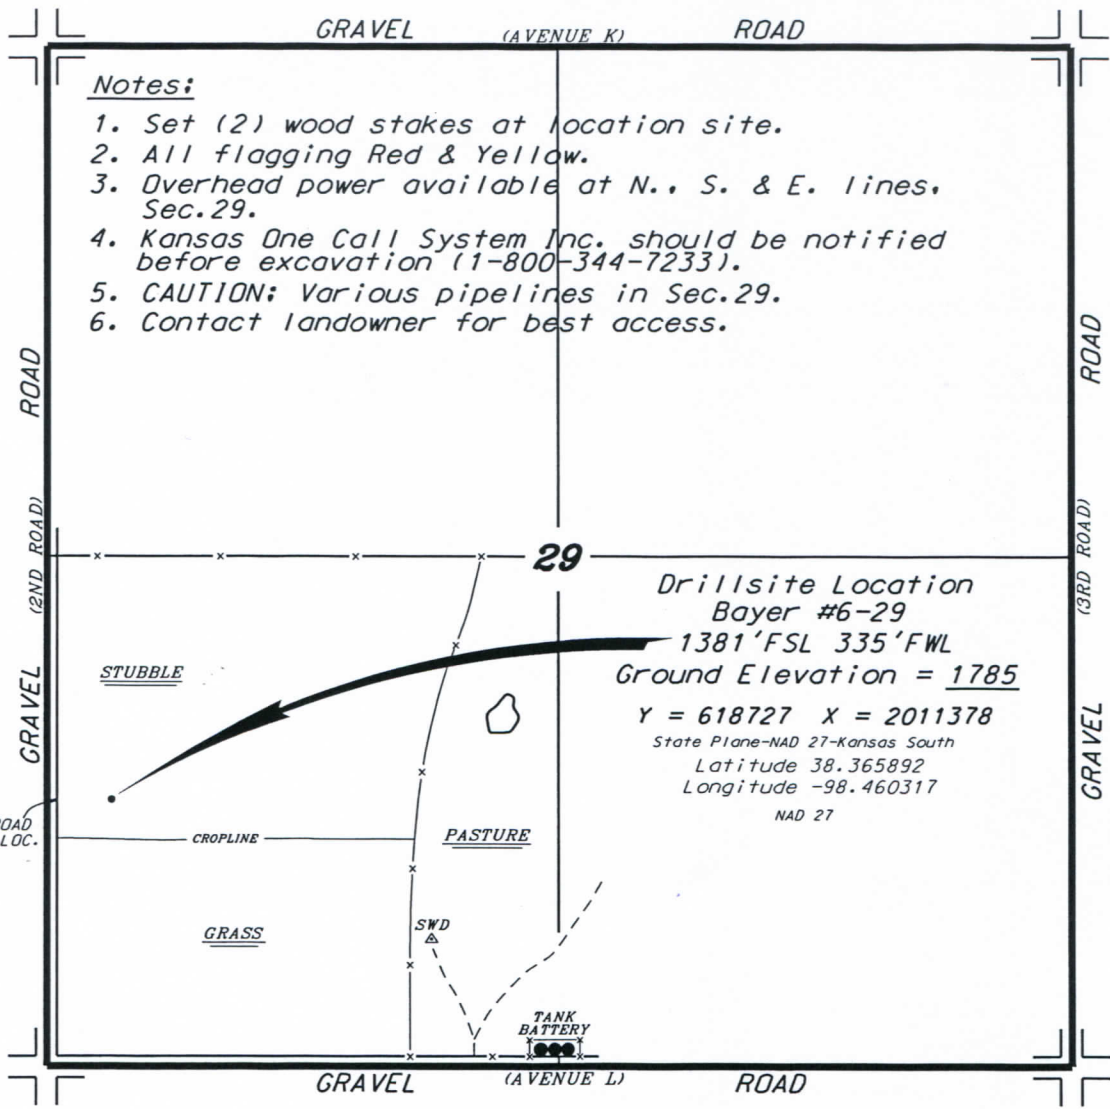 GRAVEL (AVENUE K) ROAD
Notes:
1. Set (2) wood stakes at location site.
2. All flagging Red & Yellow.
3. Overhead power available at N., S. & E. lines,
Sec.29.
4. Kansas One Call System Inc. should be notified
before excavation (1-800-344-7233).
5. CAUTION: Various pipelines in Sec.29.
6. Contact landowner for best access.
ROAD
(2ND ROAD)
GRAVEL
ROAD
(3RD ROAD)
GRAVEL
29
Drillsite Location
Bayer #6-29
1381'FSL 335'FWL
Ground Elevation = 1785
Y = 618727 X = 2011378
State Plane-NAD 27-Kansas South
Latitude 38.365892
Longitude -98.460317
NAD 27
STUBBLE
LOC.
CROPLINE
PASTURE
GRASS
SWD
TANK
BATTERY
GRAVEL (AVENUE L) ROAD